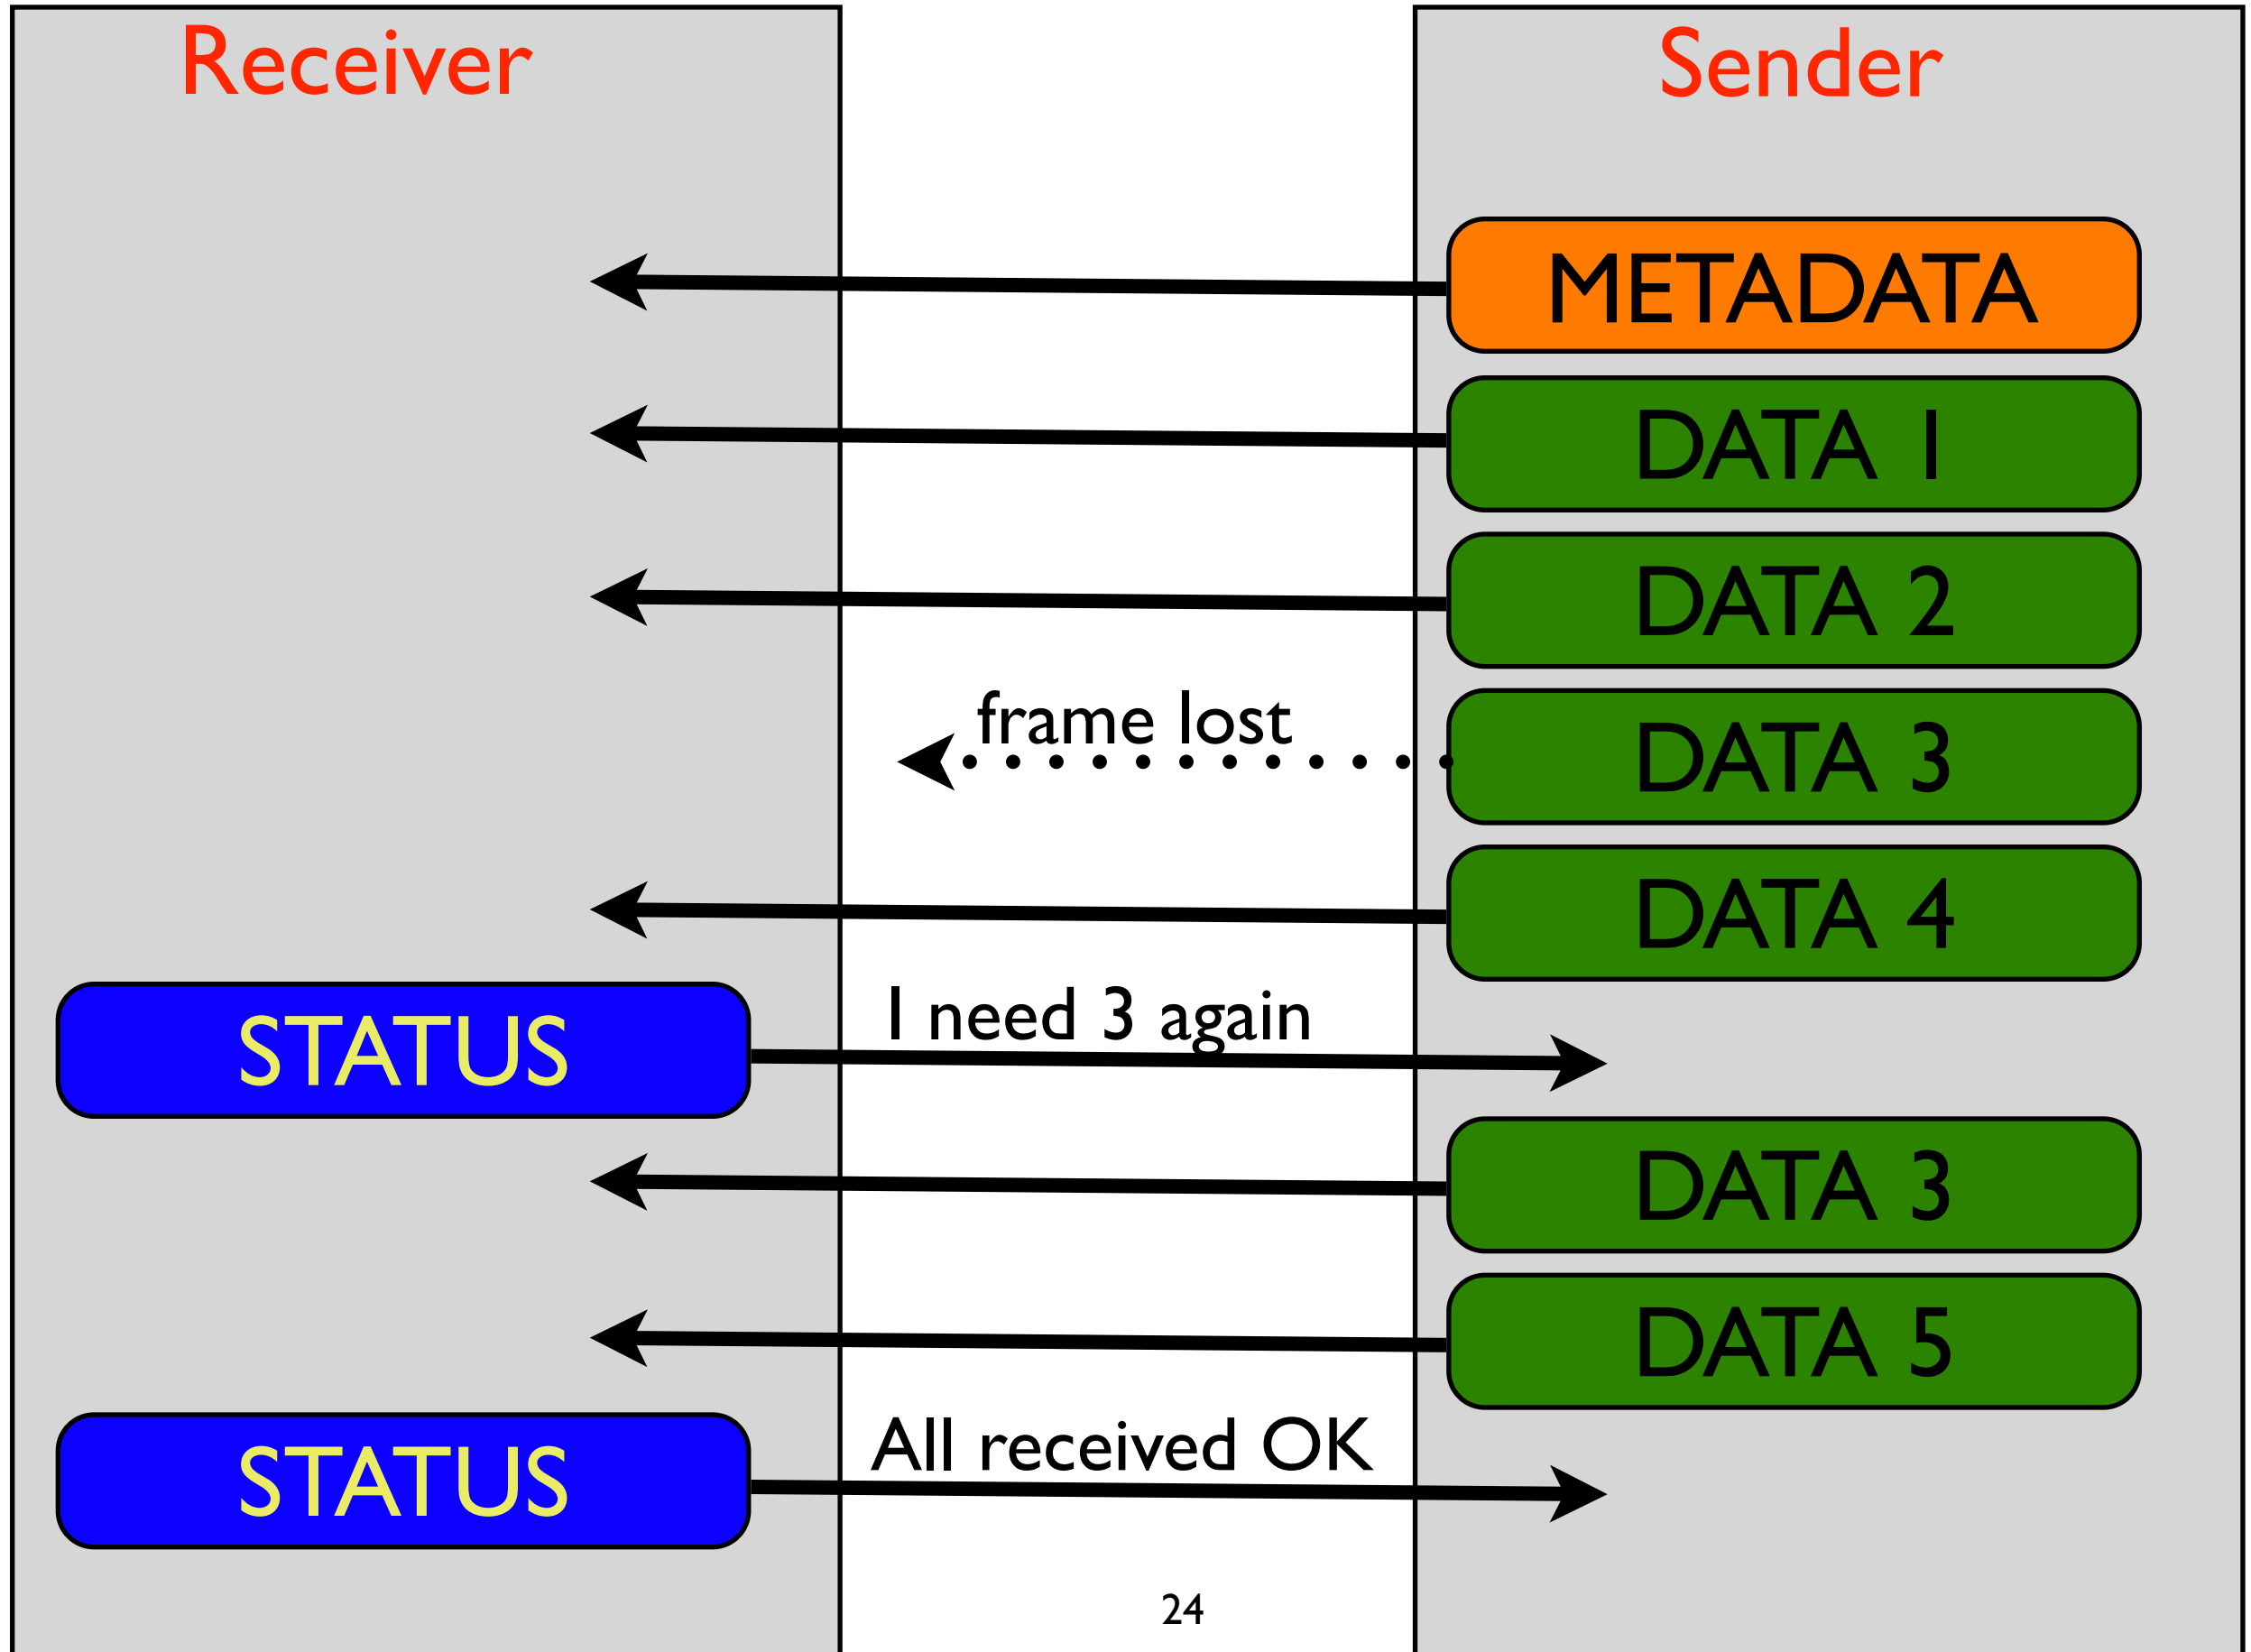 Receiver
Sender
METADATA
DATA 1
DATA 2
frame lost
DATA 3
DATA 4
I need 3 again
STATUS
DATA 3
DATA 5
All received OK
STATUS
24